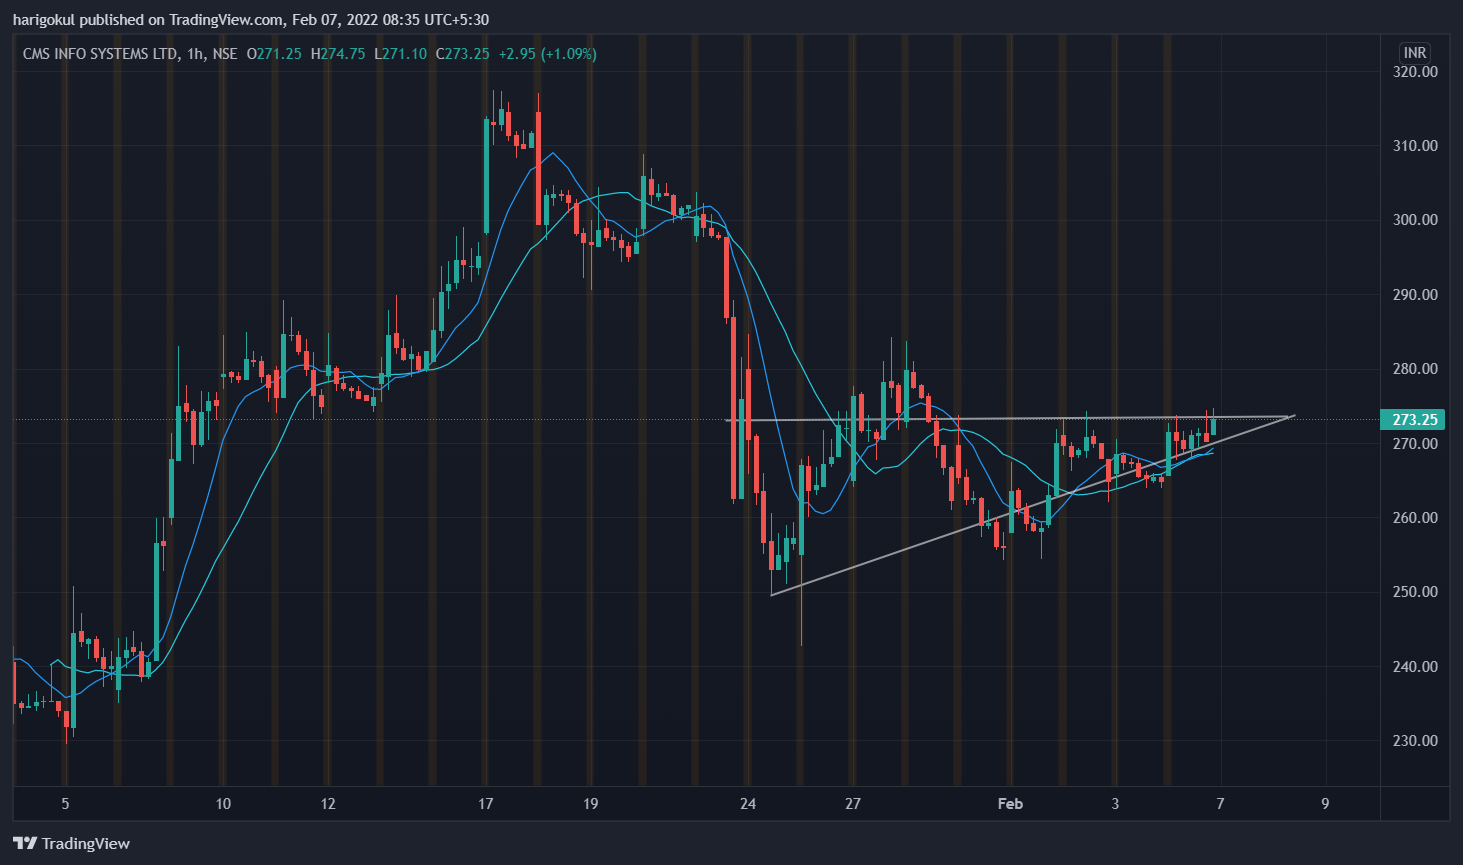 harigokul published on TradingView.com, Feb 07, 2022 08:35 UTC+5:30
CMS INFO SYSTEMS LTD, 1h, NSE O271.25 H274.75 L271.10 C273.25 +2.95 (+1.09%)
INR
320.00
310.00
300.00
290.00
280.00
273.25
270.00
260.00
250.00
240.00
230.00
5 10 12 17 19 24 27 Feb 3 7 9
TradingView